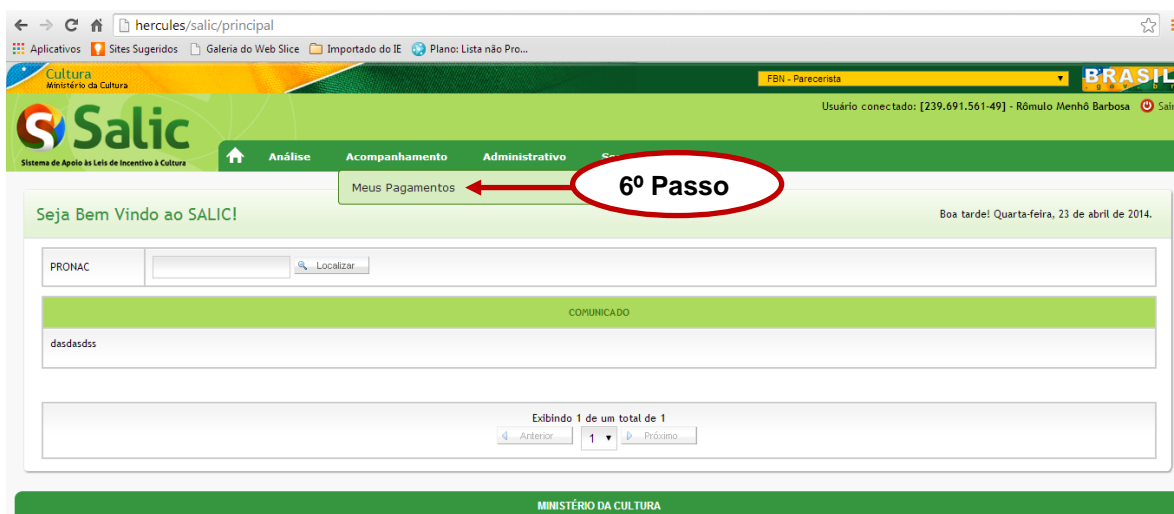 hercules/salic/principal
Aplicativos Sites Sugeridos Galeria do Web Slice Importado do IE Plano: Lista não Pro...
Cultura
Ministério da Cultura
FBN - Parecerista
BRASIL
Usuário conectado: [239.691.561-49] - Rômulo Menhô Barbosa Sair
Salic
Sistema de Apoio às Leis de Incentivo à Cultura
Análise Acompanhamento Administrativo
Meus Pagamentos
6º Passo
Seja Bem Vindo ao SALIC!
Boa tarde! Quarta-feira, 23 de abril de 2014.
PRONAC Localizar
COMUNICADO
dasdasdss
Exibindo 1 de um total de 1
Anterior 1 Próximo
MINISTÉRIO DA CULTURA